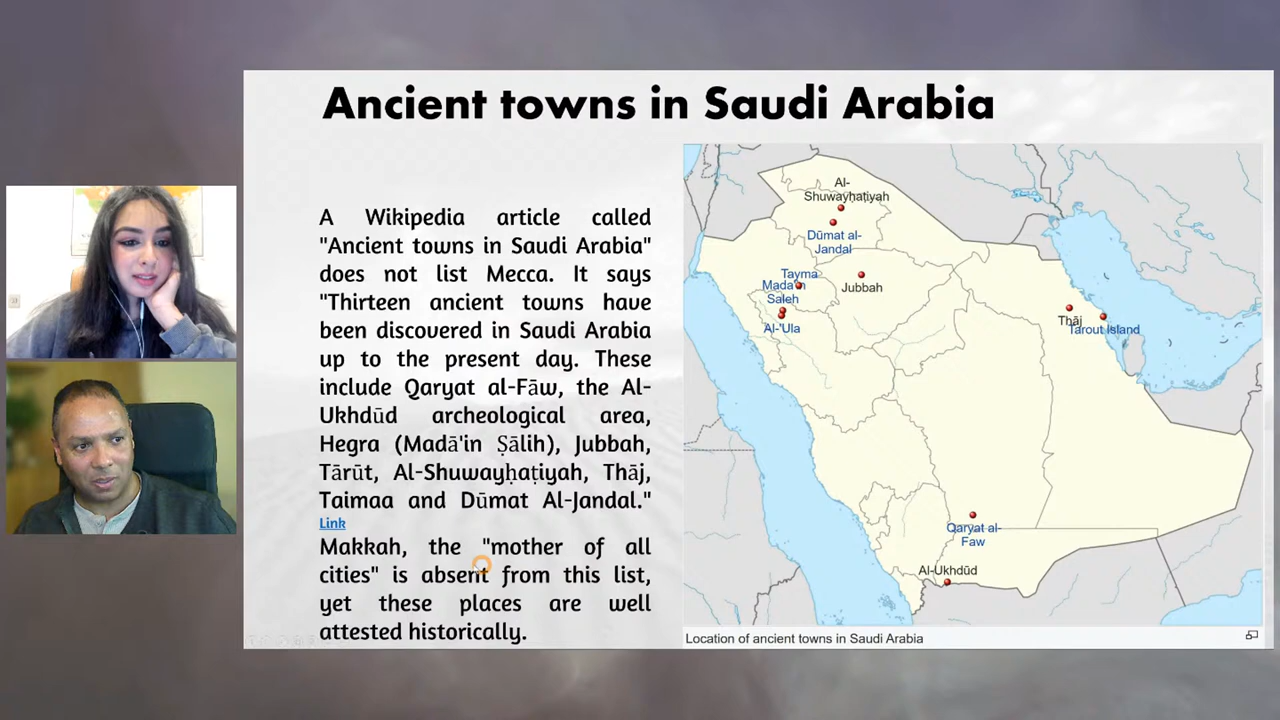 Ancient towns in Saudi Arabia
A Wikipedia article called
"Ancient towns in Saudi Arabia"
does not list Mecca. It says
"Thirteen ancient towns have
been discovered in Saudi Arabia
up to the present day. These
include Qaryat al-Fāw, the Al-
Ukhdūd archeological area,
Hegra (Madā'in Ṣālih), Jubbah,
Tārūt, Al-Shuwayḥaṭiyah, Thāj,
Taimaa and Dūmat Al-Jandal."
Link
Makkah, the "mother of all
cities" is absent from this list,
yet these places are well
attested historically.
Al-
Shuwayḥaṭiyah
Dūmat al-
Jandal
Tayma
Mada'in
Saleh
Al-'Ula
Jubbah
Thāj
Tarout Island
Qaryat al-
Faw
Al-Ukhdūd
Location of ancient towns in Saudi Arabia